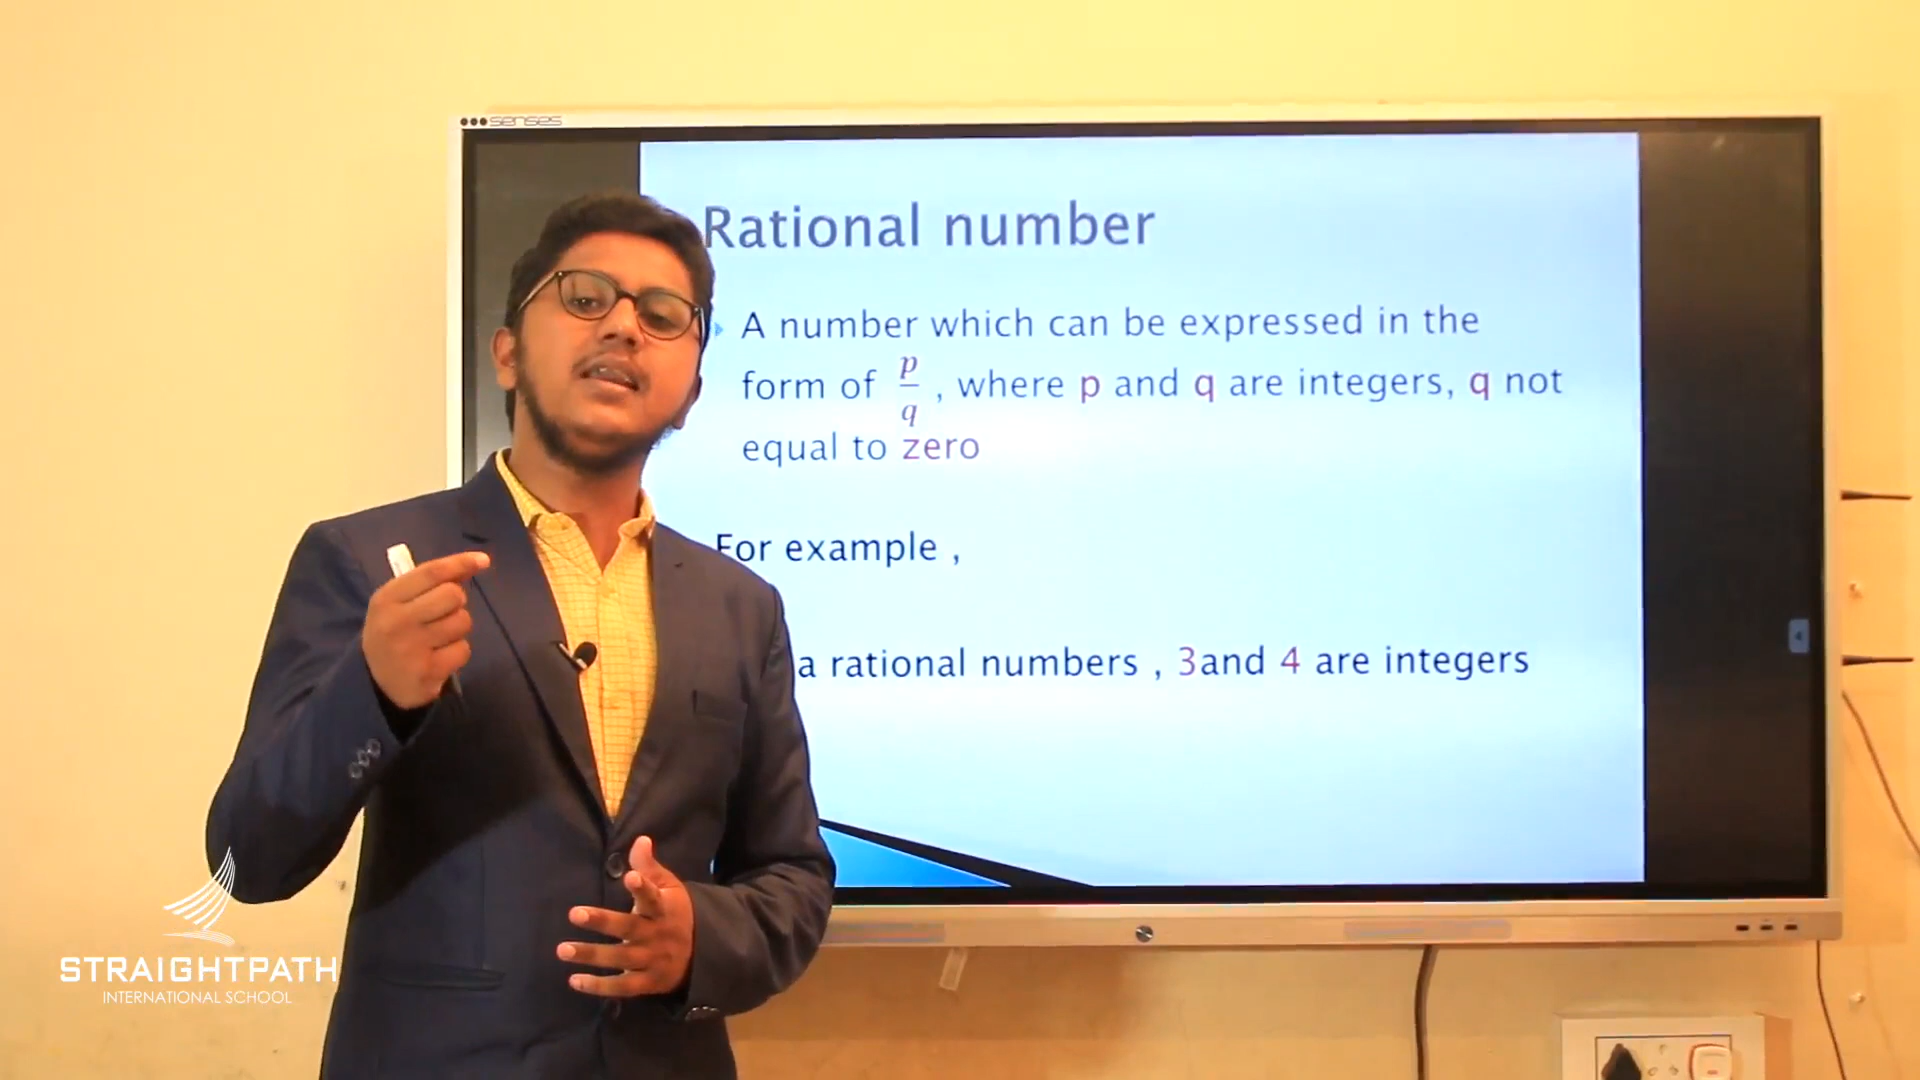 senses
Rational number
A number which can be expressed in the
form of p/q , where p and q are integers, q not
equal to zero
For example ,
a rational numbers , 3and 4 are integers
STRAIGHTPATH
INTERNATIONAL SCHOOL